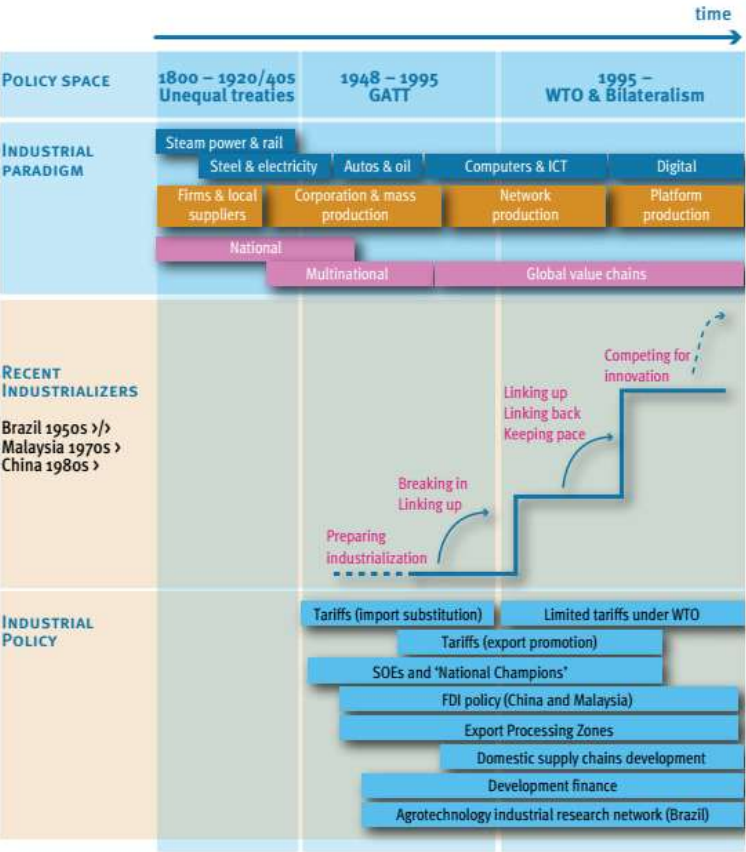 time
POLICY SPACE
1800 – 1920/40s
Unequal treaties
1948 – 1995
GATT
1995 –
WTO & Bilateralism
INDUSTRIAL
PARADIGM
Steam power & rail
Steel & electricity
Autos & oil
Computers & ICT
Digital
Firms & local
suppliers
Corporation & mass
production
Network
production
Platform
production
National
Multinational
Global value chains
RECENT
INDUSTRIALIZERS
Brazil 1950s >/>
Malaysia 1970s >
China 1980s >
Preparing
industrialization
Breaking in
Linking up
Linking up
Linking back
Keeping pace
Competing for
innovation
INDUSTRIAL
POLICY
Tariffs (import substitution)
Limited tariffs under WTO
Tariffs (export promotion)
SOEs and ‘National Champions’
FDI policy (China and Malaysia)
Export Processing Zones
Domestic supply chains development
Development finance
Agrotechnology industrial research network (Brazil)